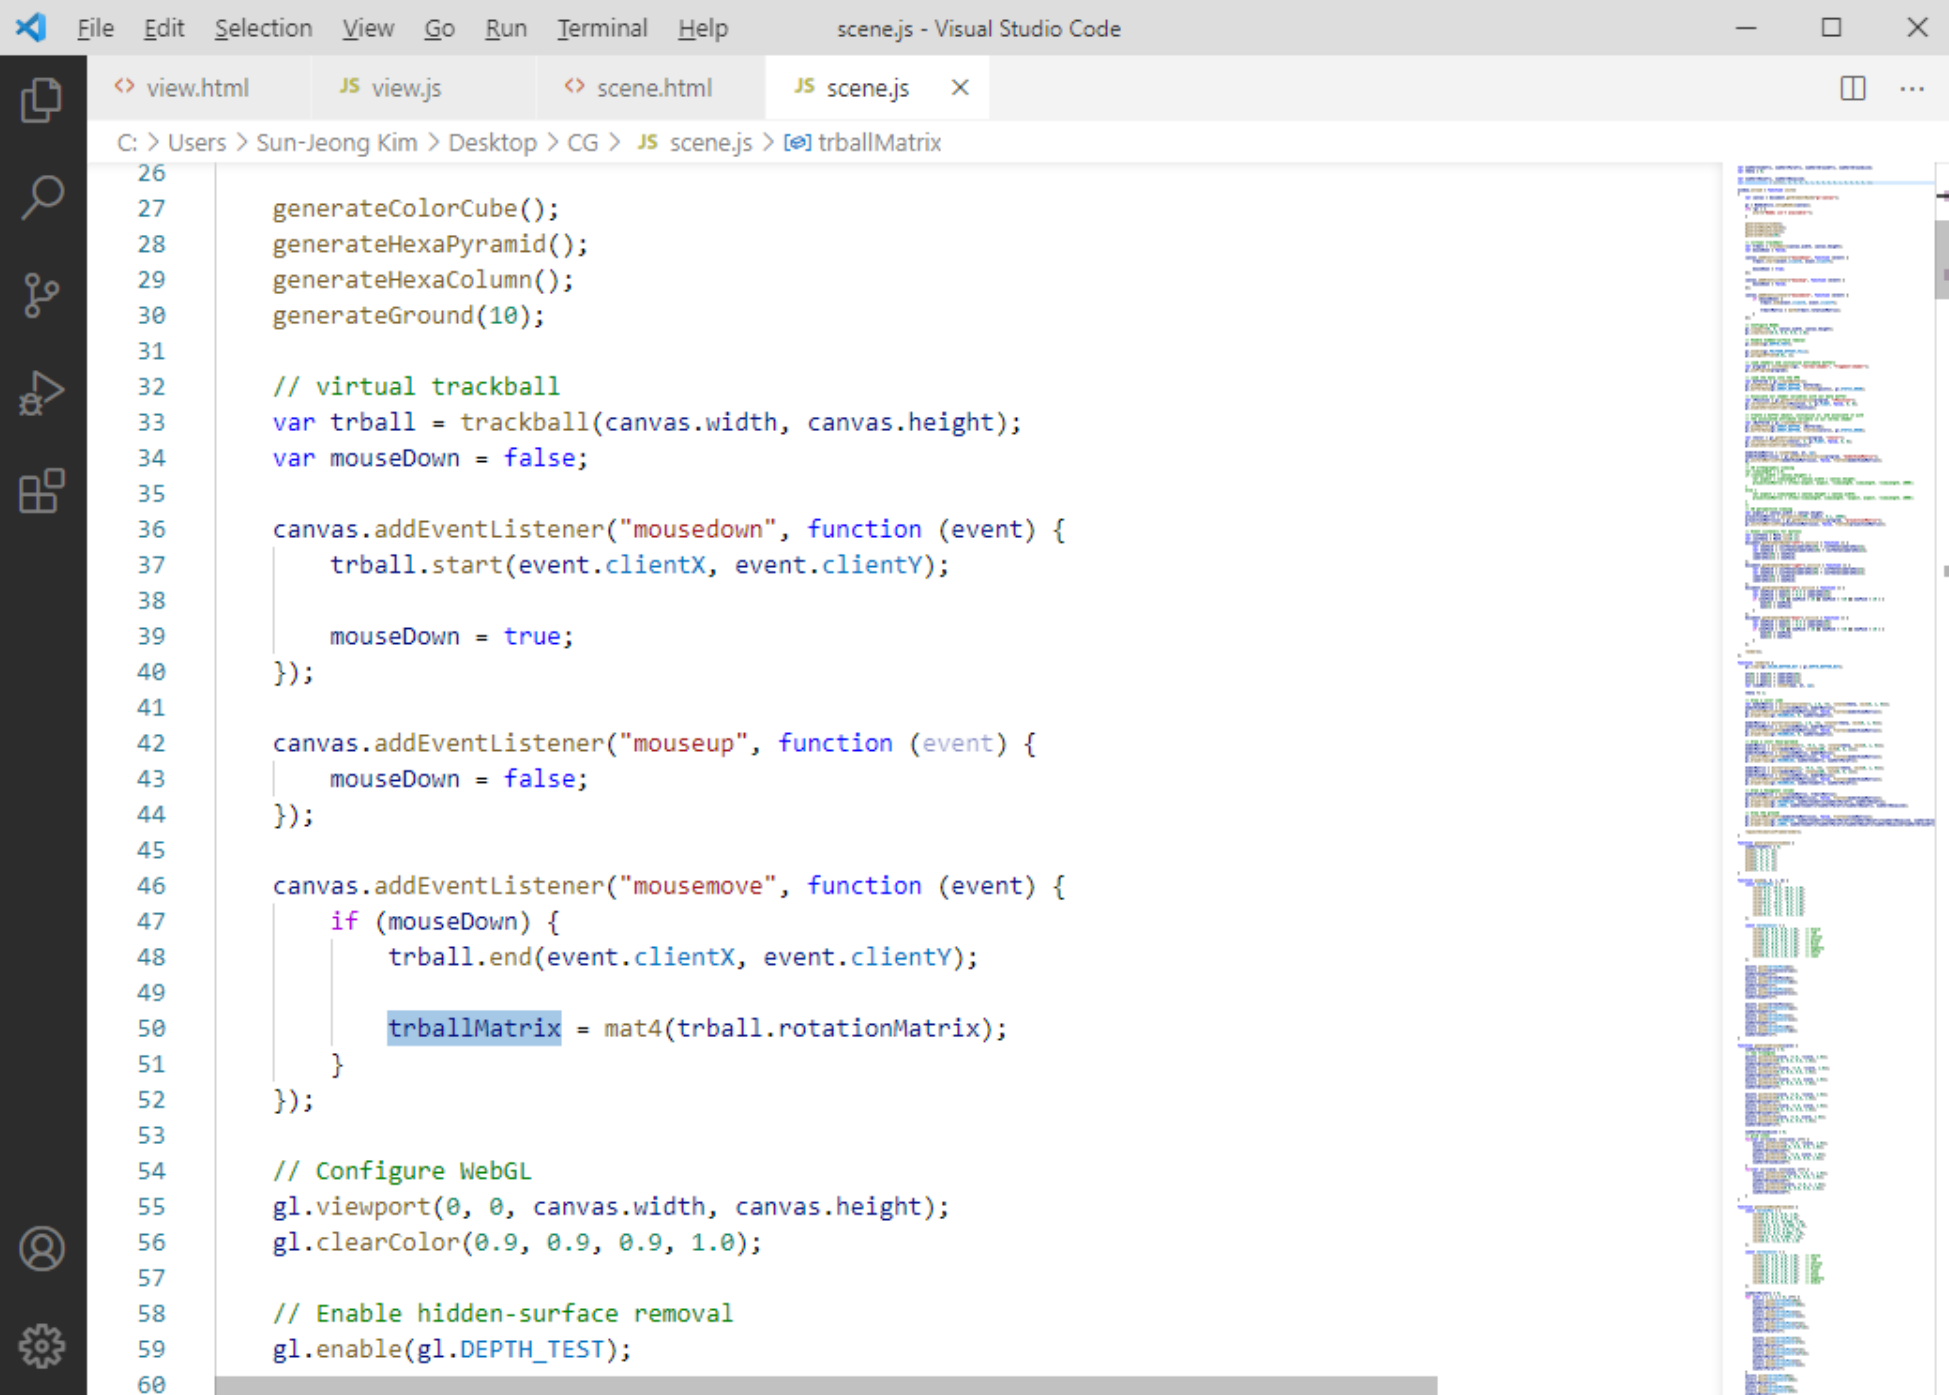 File Edit Selection View Go Run Terminal Help scene.js - Visual Studio Code
view.html JS view.js scene.html JS scene.js
C: > Users > Sun-Jeong Kim > Desktop > CG > JS scene.js > trballMatrix
26
27 generateColorCube();
28 generateHexaPyramid();
29 generateHexaColumn();
30 generateGround(10);
31
32 // virtual trackball
33 var trball = trackball(canvas.width, canvas.height);
34 var mouseDown = false;
35
36 canvas.addEventListener("mousedown", function (event) {
37 trball.start(event.clientX, event.clientY);
38
39 mouseDown = true;
40 });
41
42 canvas.addEventListener("mouseup", function (event) {
43 mouseDown = false;
44 });
45
46 canvas.addEventListener("mousemove", function (event) {
47 if (mouseDown) {
48 trball.end(event.clientX, event.clientY);
49
50 trballMatrix = mat4(trball.rotationMatrix);
51 }
52 });
53
54 // Configure WebGL
55 gl.viewport(0, 0, canvas.width, canvas.height);
56 gl.clearColor(0.9, 0.9, 0.9, 1.0);
57
58 // Enable hidden-surface removal
59 gl.enable(gl.DEPTH_TEST);
60